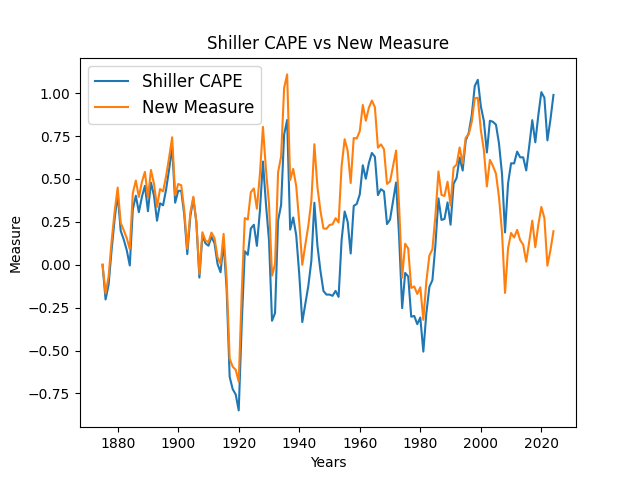 Shiller CAPE vs New Measure
Shiller CAPE
New Measure
1.00
0.75
0.50
0.25
0.00
−0.25
−0.50
−0.75
Measure
1880 1900 1920 1940 1960 1980 2000 2020
Years